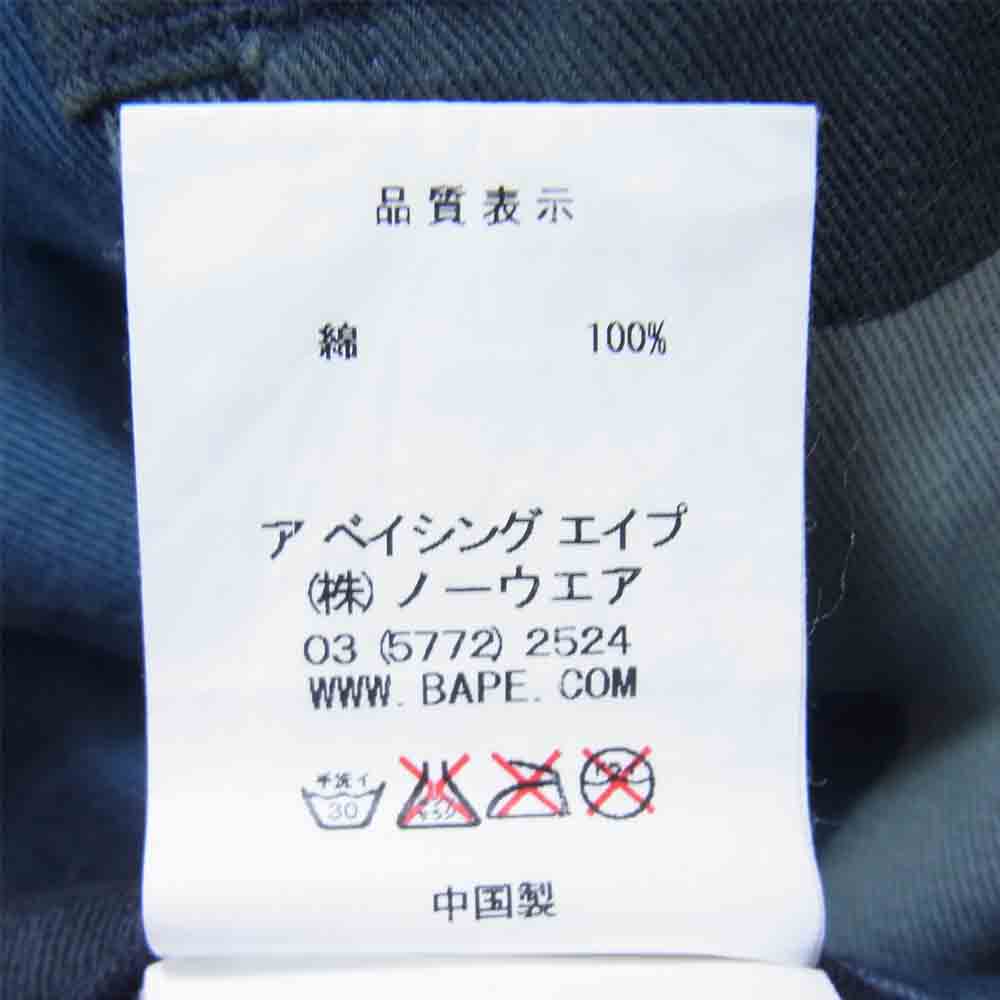 品質表示
綿 100%
ア ベイシング エイプ
(株) ノーウエア
03 (5772) 2524
WWW. BAPE. COM
手洗イ
30
中国製